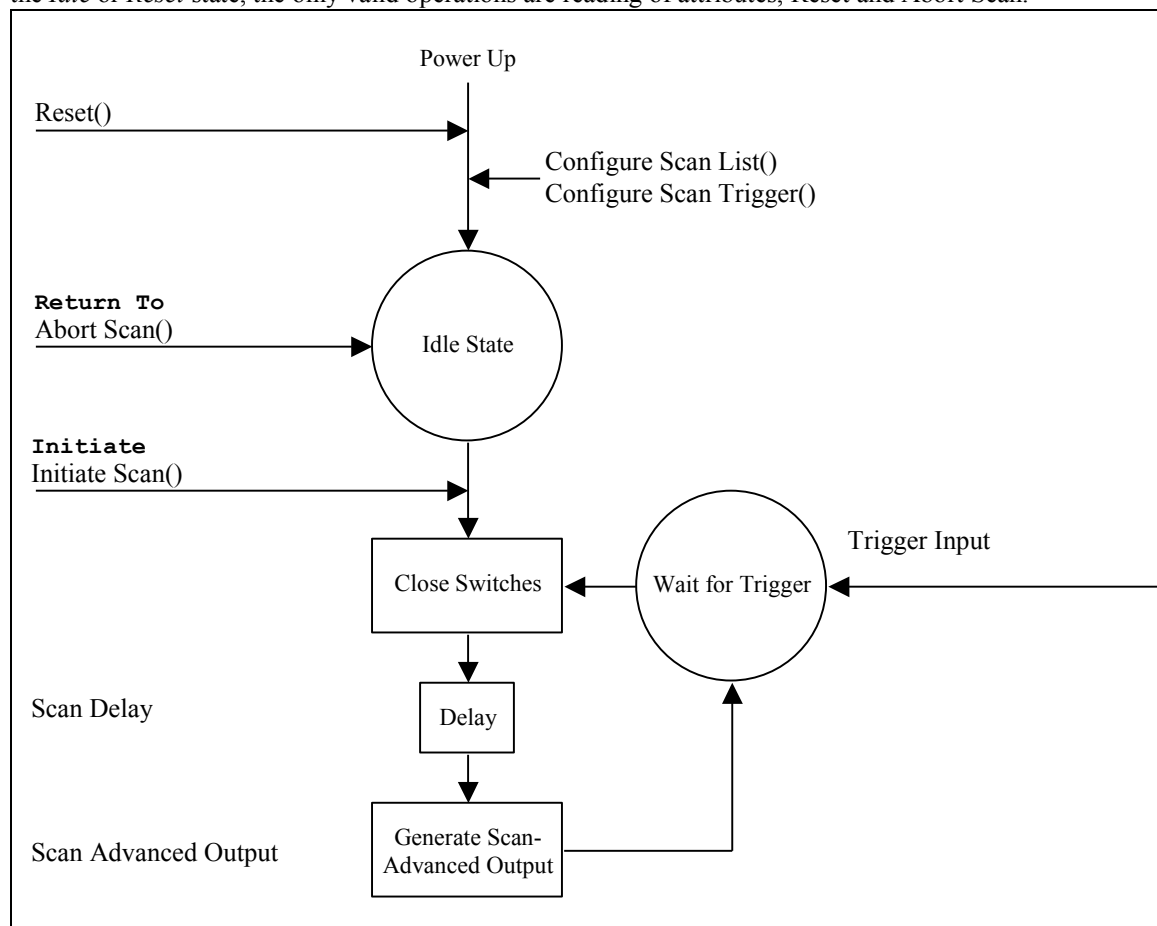 the Idle or Reset state, the only valid operations are reading of attributes, Reset and Abort Scan.
Power Up
Reset()
Configure Scan List()
Configure Scan Trigger()
Return To
Abort Scan()
Idle State
Initiate
Initiate Scan()
Trigger Input
Close Switches
Wait for Trigger
Scan Delay
Delay
Scan Advanced Output
Generate Scan-
Advanced Output